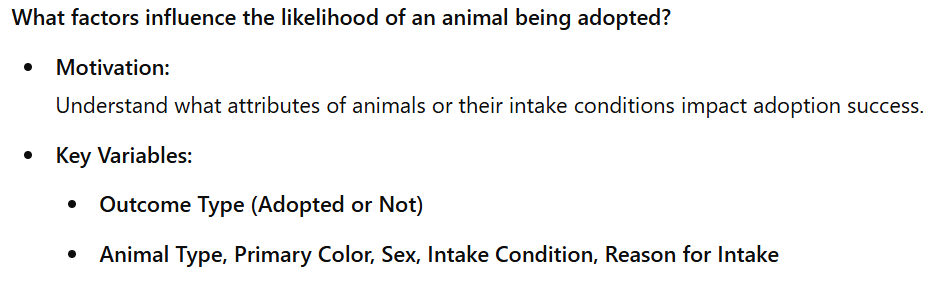 What factors influence the likelihood of an animal being adopted?
• Motivation:
Understand what attributes of animals or their intake conditions impact adoption success.
• Key Variables:
• Outcome Type (Adopted or Not)
• Animal Type, Primary Color, Sex, Intake Condition, Reason for Intake